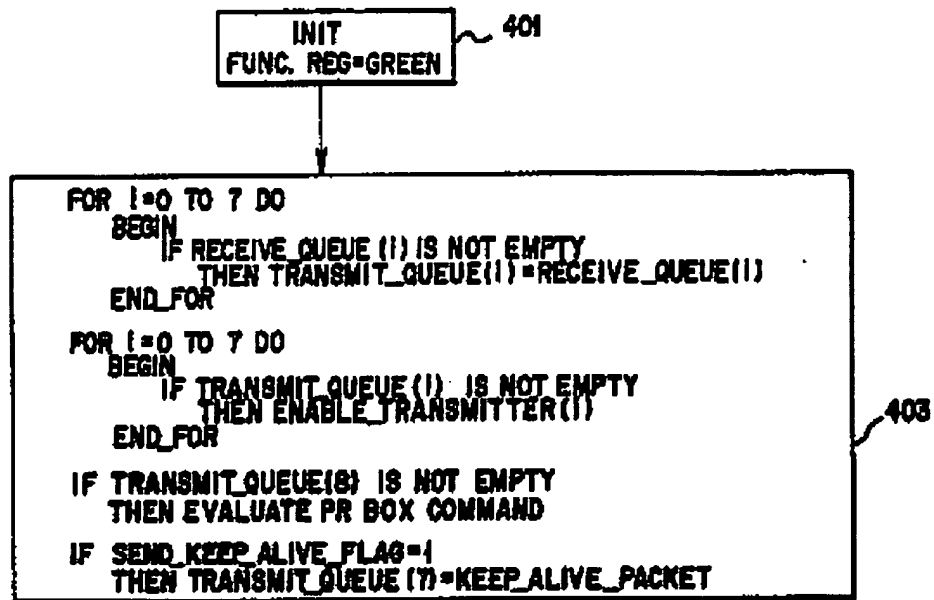 INIT
FUNC. REG=GREEN
401
FOR I=0 TO 7 DO
BEGIN
IF RECEIVE_QUEUE (I) IS NOT EMPTY
THEN TRANSMIT_QUEUE(I)=RECEIVE_QUEUE(I)
END_FOR
FOR I=0 TO 7 DO
BEGIN
IF TRANSMIT_QUEUE (I) IS NOT EMPTY
THEN ENABLE_TRANSMITTER(I)
END_FOR
403
IF TRANSMIT_QUEUE(8) IS NOT EMPTY
THEN EVALUATE PR BOX COMMAND
IF SEND_KEEP_ALIVE_FLAG=1
THEN TRANSMIT_QUEUE (7)=KEEP_ALIVE_PACKET